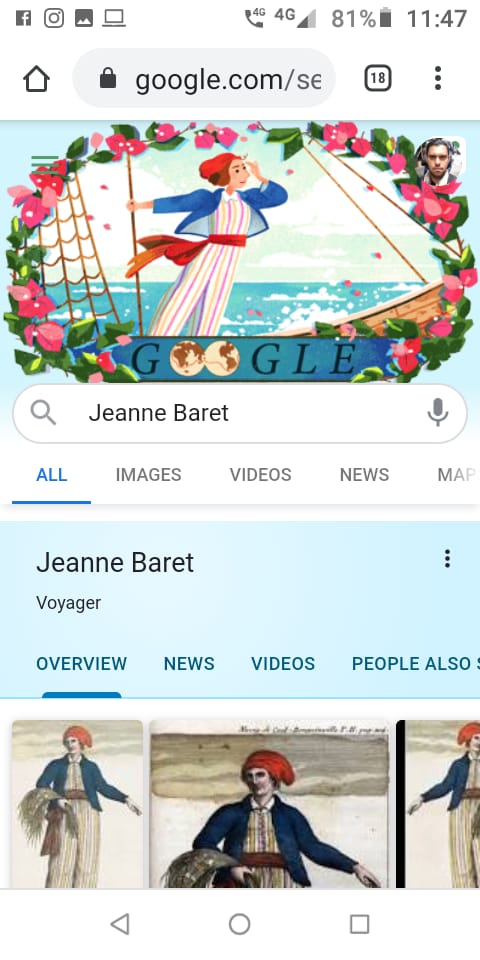 4G 4G 81% 11:47
google.com/se 18
GOOGLE
Jeanne Baret
ALL IMAGES VIDEOS NEWS MAP
Jeanne Baret
Voyager
OVERVIEW NEWS VIDEOS PEOPLE ALSO